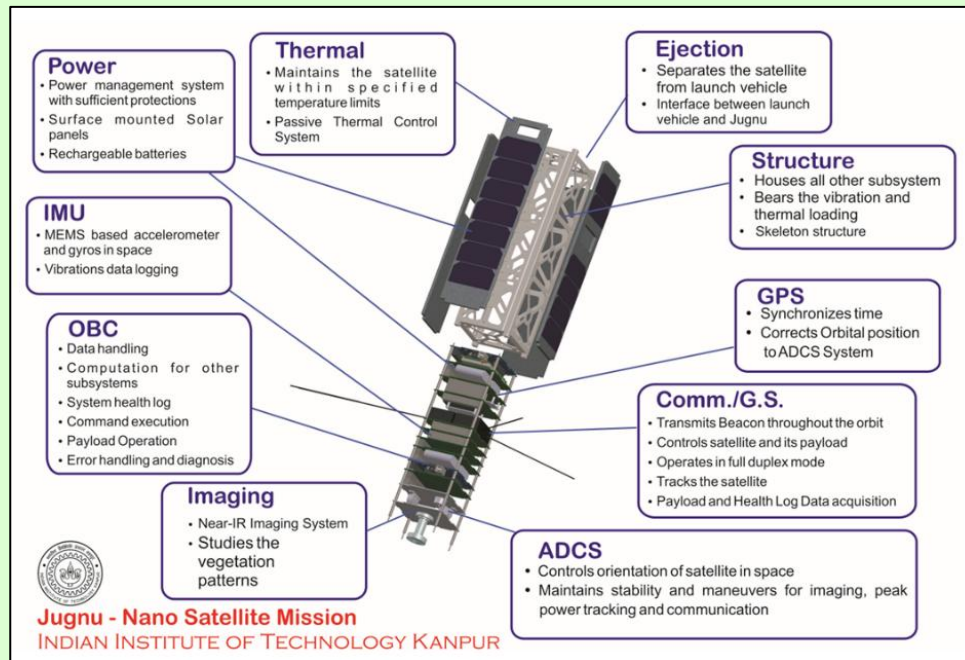 Power
• Power management system
with sufficient protections
• Surface mounted Solar
panels
• Rechargeable batteries
Thermal
• Maintains the satellite
within specified
temperature limits
• Passive Thermal Control
System
Ejection
• Separates the satellite
from launch vehicle
• Interface between launch
vehicle and Jugnu
Structure
• Houses all other subsystem
• Bears the vibration and
thermal loading
• Skeleton structure
IMU
• MEMS based accelerometer
and gyros in space
• Vibrations data logging
GPS
• Synchronizes time
• Corrects Orbital position
to ADCS System
OBC
• Data handling
• Computation for other
subsystems
• System health log
• Command execution
• Payload Operation
• Error handling and diagnosis
Comm./G.S.
• Transmits Beacon throughout the orbit
• Controls satellite and its payload
• Operates in full duplex mode
• Tracks the satellite
• Payload and Health Log Data acquisition
Imaging
• Near-IR Imaging System
• Studies the
vegetation
patterns
ADCS
• Controls orientation of satellite in space
• Maintains stability and maneuvers for imaging, peak
power tracking and communication
Jugnu - Nano Satellite Mission
INDIAN INSTITUTE OF TECHNOLOGY KANPUR